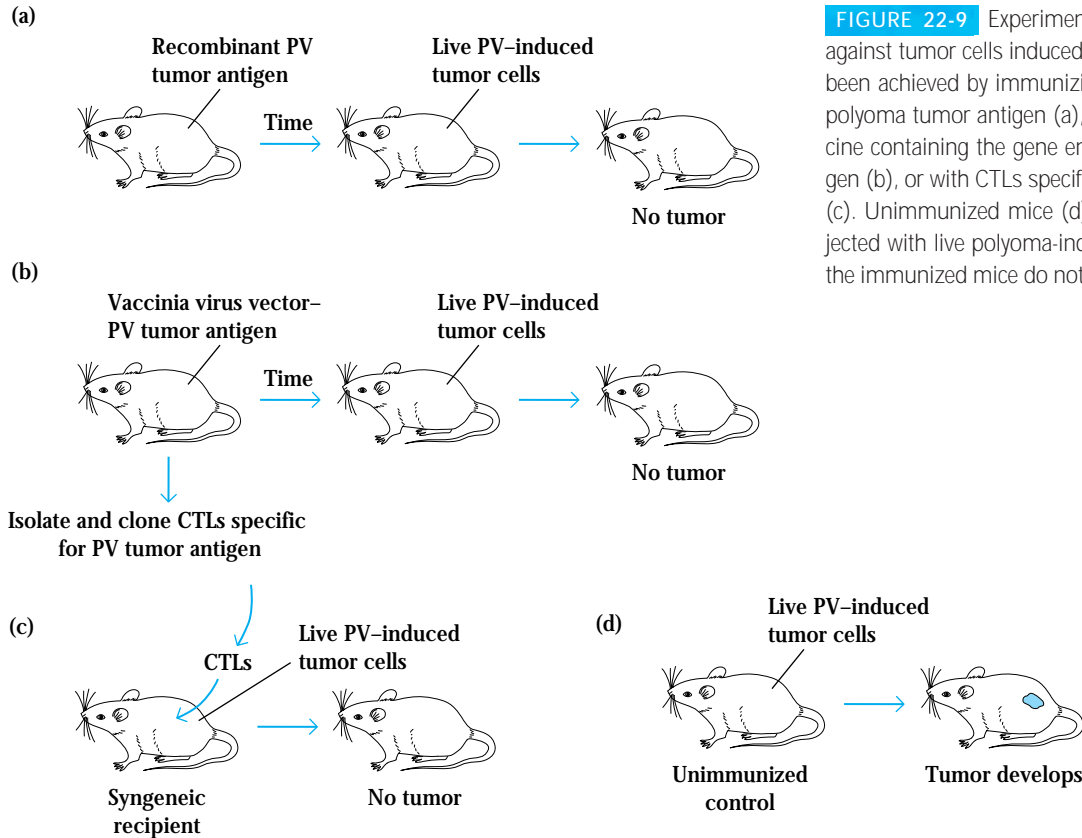 (a)
Recombinant PV
tumor antigen
Live PV–induced
tumor cells
Time
No tumor
FIGURE 22-9 Experimen
against tumor cells induced
been achieved by immunizi
polyoma tumor antigen (a),
cine containing the gene en
gen (b), or with CTLs specif
(c). Unimmunized mice (d)
jected with live polyoma-ind
the immunized mice do not
(b)
Vaccinia virus vector–
PV tumor antigen
Live PV–induced
tumor cells
Time
No tumor
Isolate and clone CTLs specific
for PV tumor antigen
(c)
CTLs
Live PV–induced
tumor cells
Syngeneic
recipient
No tumor
(d)
Live PV–induced
tumor cells
Unimmunized
control
Tumor develops